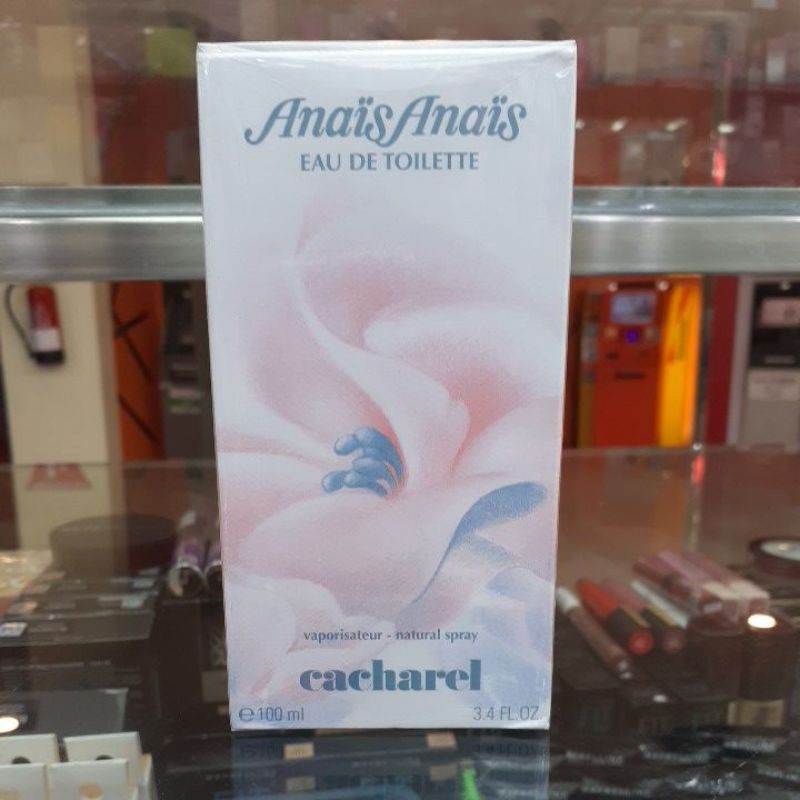 Anaïs Anaïs
EAU DE TOILETTE
vaporisateur - natural spray
cacharel
℮100 ml 3.4 FL.OZ.